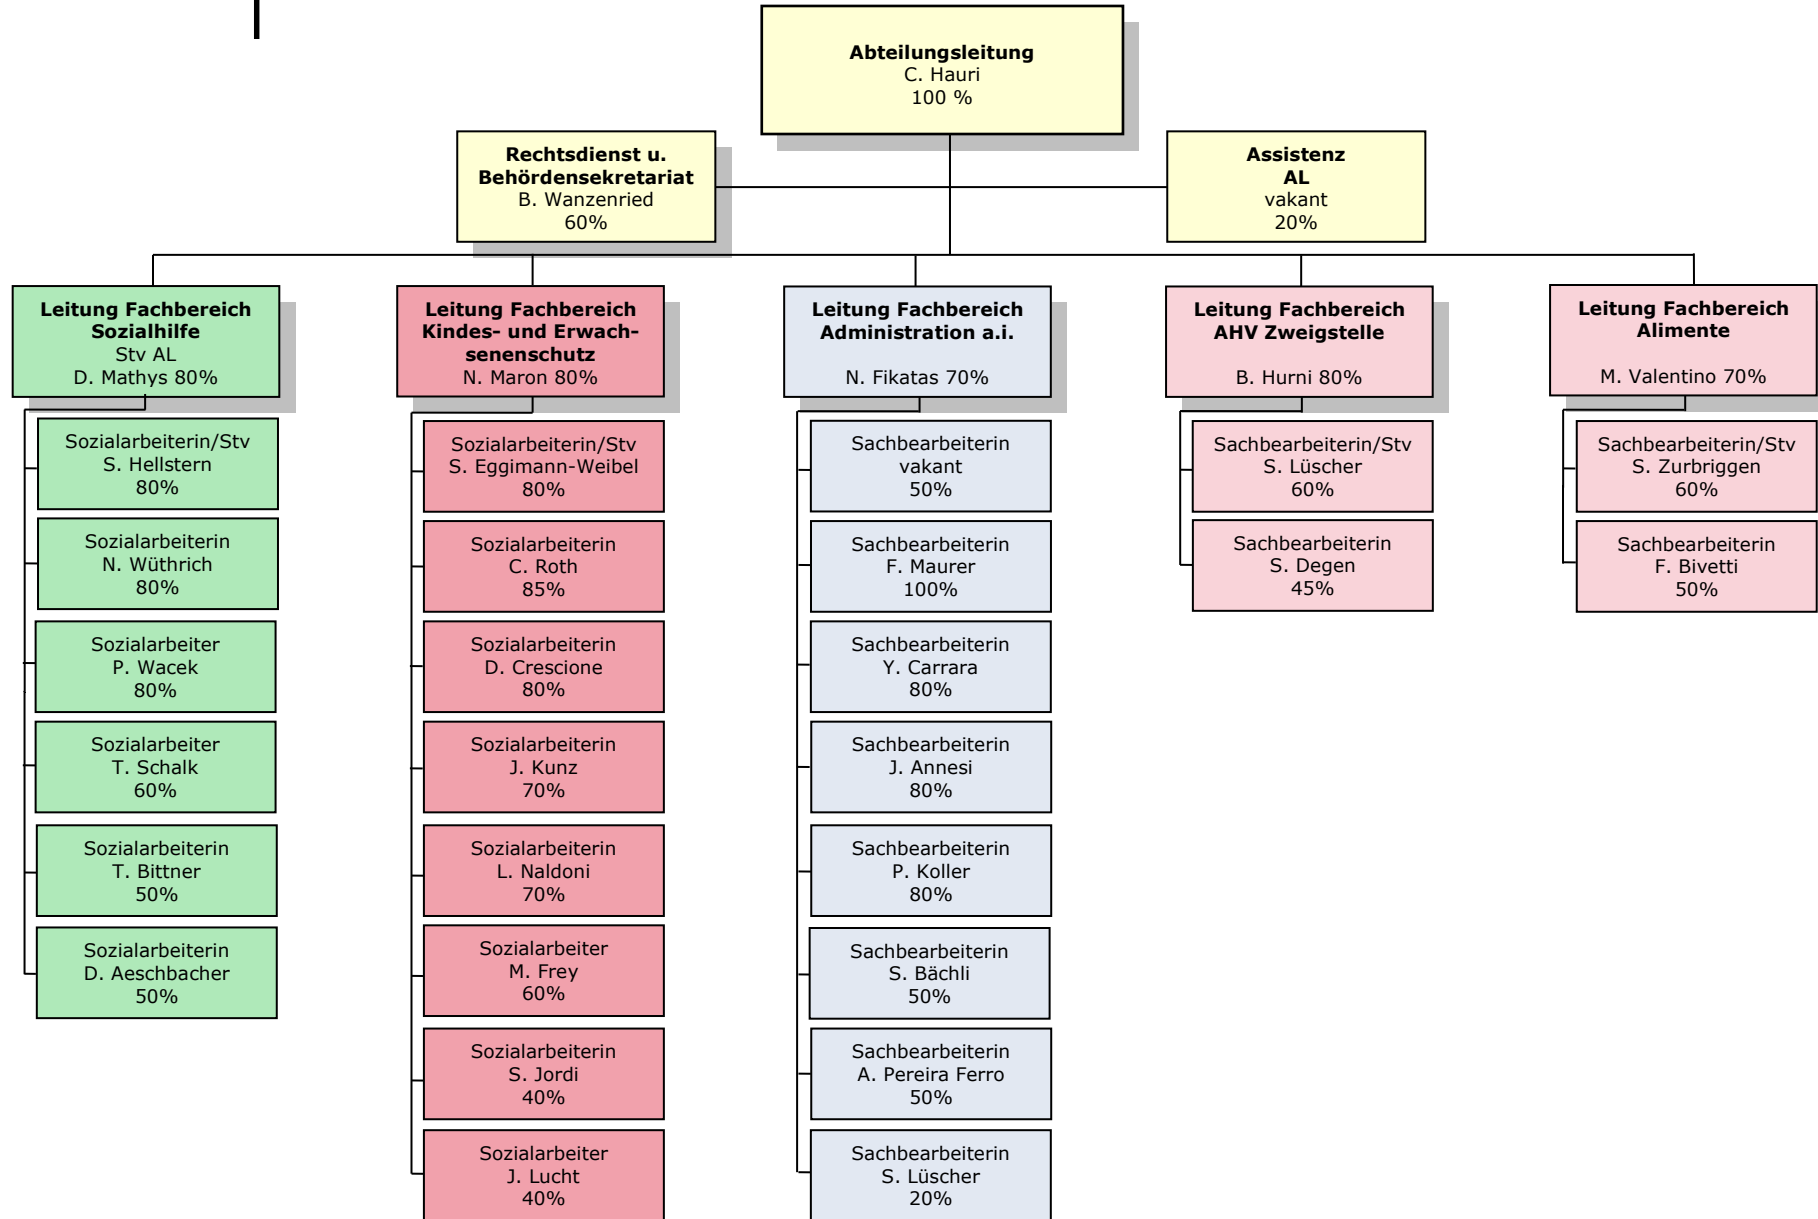 Abteilungsleitung
C. Hauri
100 %
Rechtsdienst u.
Behördensekretariat
B. Wanzenried
60%
Assistenz
AL
vakant
20%
Leitung Fachbereich
Sozialhilfe
Stv AL
D. Mathys 80%
Sozialarbeiterin/Stv
S. Hellstern
80%
Sozialarbeiterin
N. Wüthrich
80%
Sozialarbeiter
P. Wacek
80%
Sozialarbeiter
T. Schalk
60%
Sozialarbeiterin
T. Bittner
50%
Sozialarbeiterin
D. Aeschbacher
50%
Leitung Fachbereich
Kindes- und Erwach-
senenschutz
N. Maron 80%
Sozialarbeiterin/Stv
S. Eggimann-Weibel
80%
Sozialarbeiterin
C. Roth
85%
Sozialarbeiterin
D. Crescione
80%
Sozialarbeiterin
J. Kunz
70%
Sozialarbeiterin
L. Naldoni
70%
Sozialarbeiter
M. Frey
60%
Sozialarbeiterin
S. Jordi
40%
Sozialarbeiter
J. Lucht
40%
Leitung Fachbereich
Administration a.i.
N. Fikatas 70%
Sachbearbeiterin
vakant
50%
Sachbearbeiterin
F. Maurer
100%
Sachbearbeiterin
Y. Carrara
80%
Sachbearbeiterin
J. Annesi
80%
Sachbearbeiterin
P. Koller
80%
Sachbearbeiterin
S. Bächli
50%
Sachbearbeiterin
A. Pereira Ferro
50%
Sachbearbeiterin
S. Lüscher
20%
Leitung Fachbereich
AHV Zweigstelle
B. Hurni 80%
Sachbearbeiterin/Stv
S. Lüscher
60%
Sachbearbeiterin
S. Degen
45%
Leitung Fachbereich
Alimente
M. Valentino 70%
Sachbearbeiterin/Stv
S. Zurbriggen
60%
Sachbearbeiterin
F. Bivetti
50%